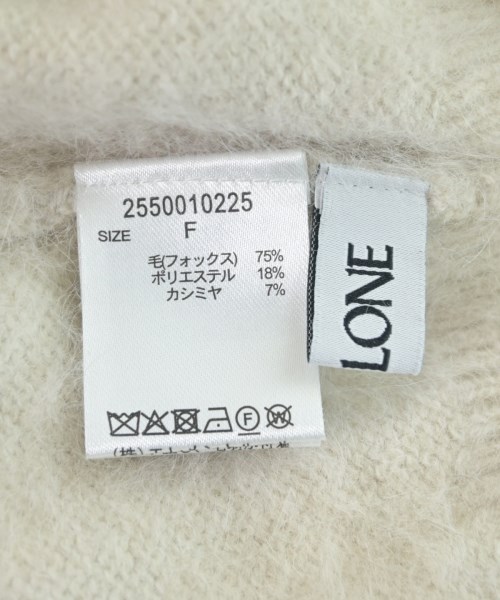 2550010225
SIZE F
毛(フォックス) 75%
ポリエステル 18%
カシミヤ 7%
F W
(株)
LONE